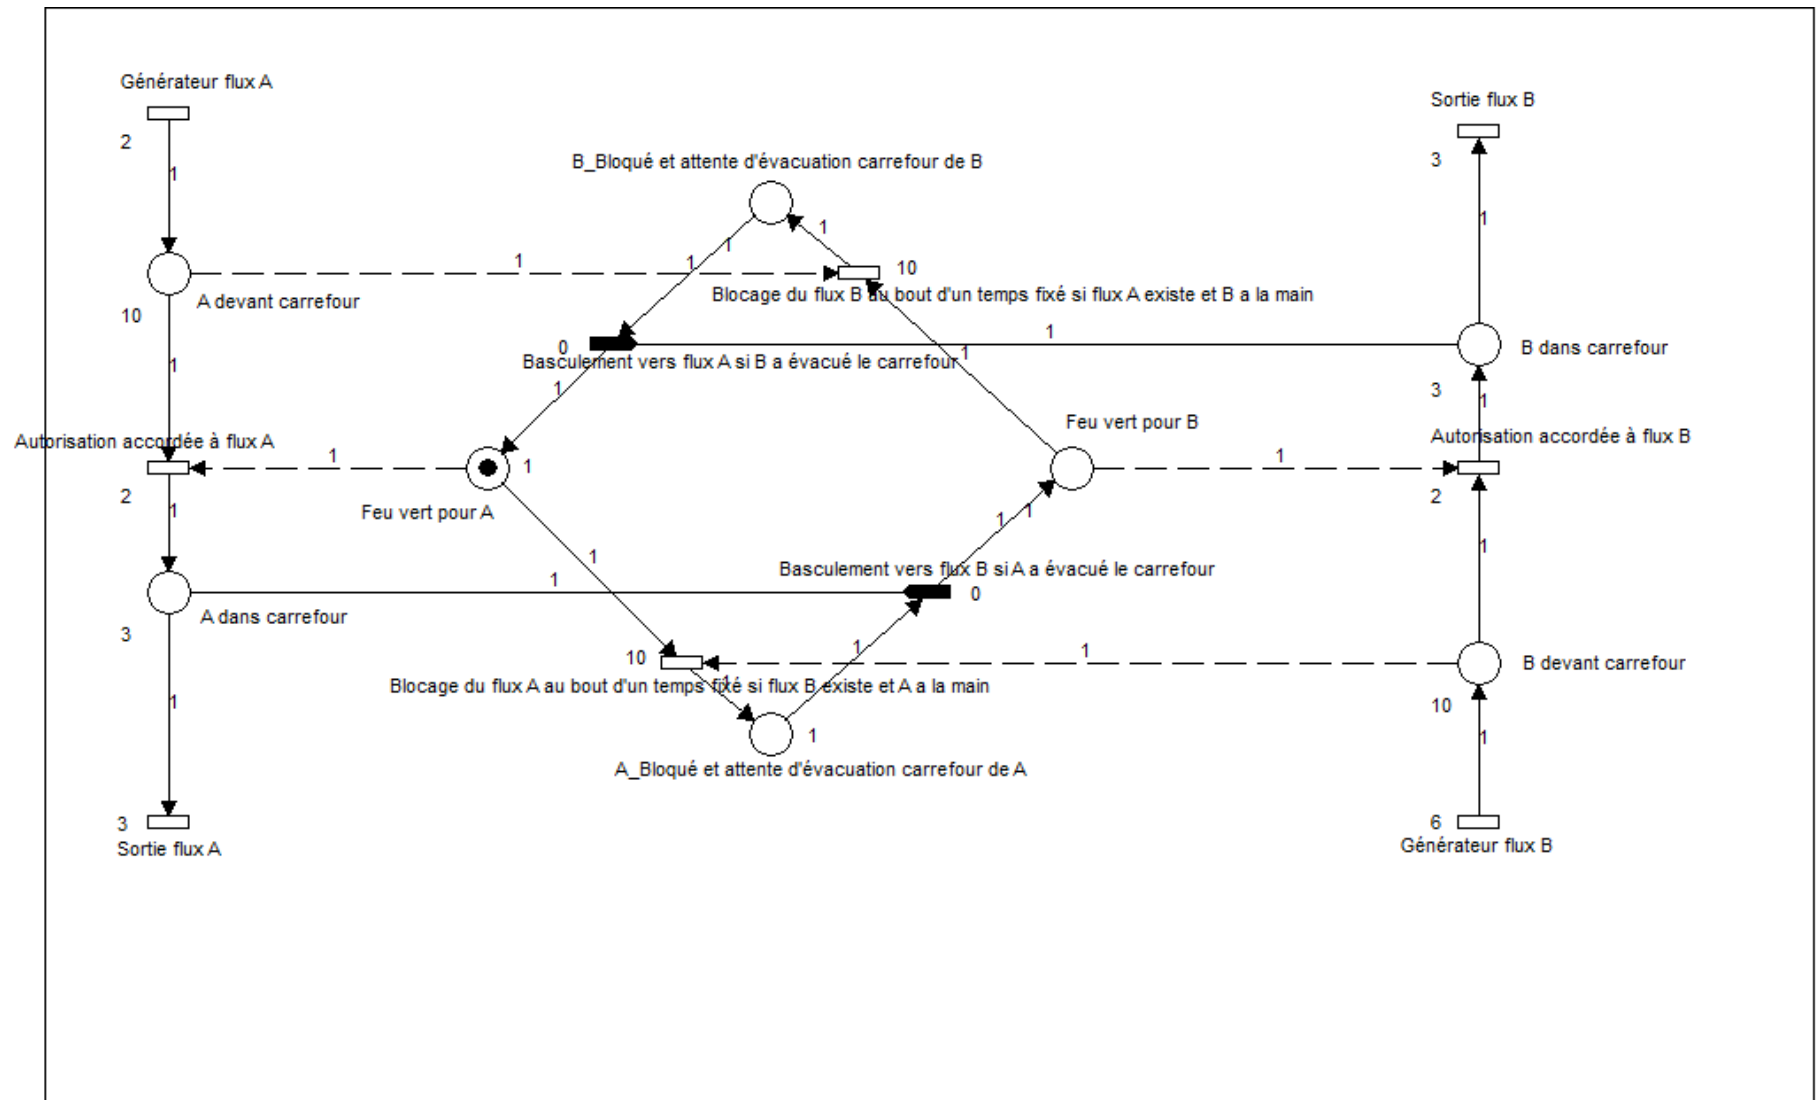 Générateur flux A
Sortie flux B
2
3
1
B_Bloqué et attente d'évacuation carrefour de B
1
1
1
1
1
10
A devant carrefour
Blocage du flux B au bout d'un temps fixé si flux A existe et B a la main
10
1
0
B dans carrefour
Basculement vers flux A si B a évacué le carrefour
1
1
1
3
1
Feu vert pour B
Autorisation accordée à flux A
Autorisation accordée à flux B
1
1
1
2
2
Feu vert pour A
1
1
1
1
1
1
Basculement vers flux B si A a évacué le carrefour
1
0
A dans carrefour
3
1
1
10
B devant carrefour
Blocage du flux A au bout d'un temps fixé si flux B existe et A a la main
1
1
10
1
1
A_Bloqué et attente d'évacuation carrefour de A
3
6
Sortie flux A
Générateur flux B